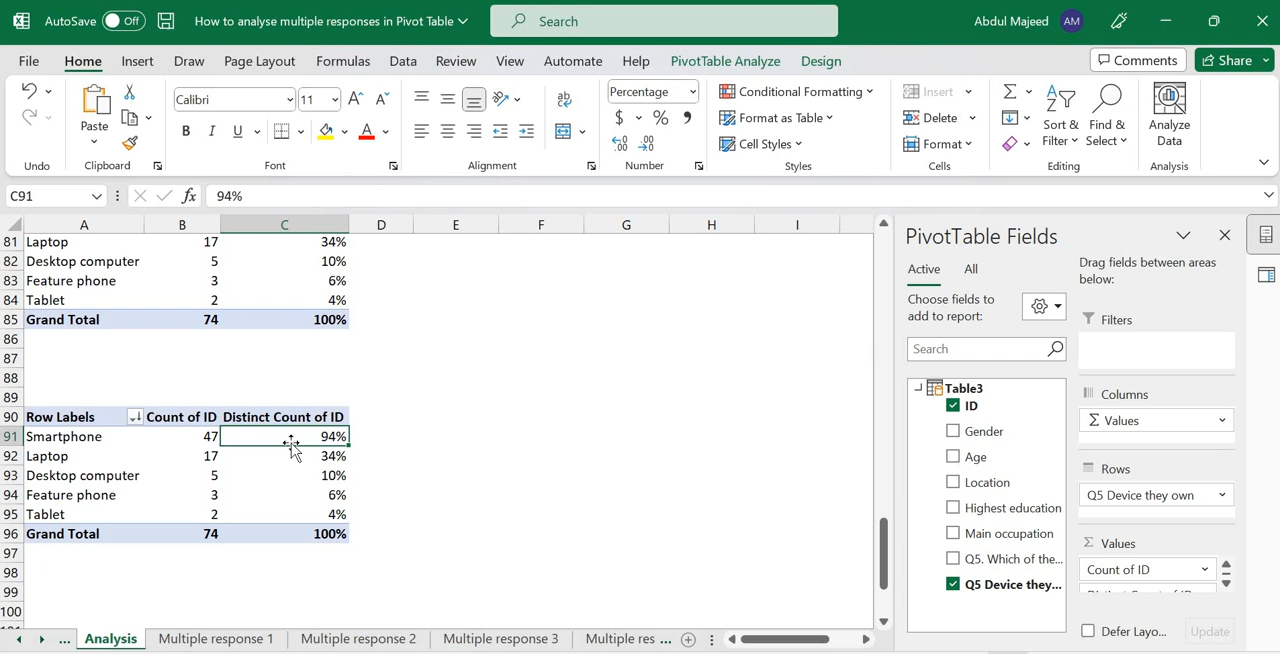 AutoSave Off How to analyse multiple responses in Pivot Table Search Abdul Majeed AM
File Home Insert Draw Page Layout Formulas Data Review View Automate Help PivotTable Analyze Design Comments Share
Paste Calibri 11 A A Percentage Conditional Formatting Insert Σ
B I U A $ % Format as Table Delete Sort & Filter Find & Select Analyze Data
Cell Styles Format
Undo Clipboard Font Alignment Number Styles Cells Editing Analysis
C91 fx 94%
A B C D E F G H I
81 Laptop 17 34%
82 Desktop computer 5 10%
83 Feature phone 3 6%
84 Tablet 2 4%
85 Grand Total 74 100%
86
87
88
89
90 Row Labels Count of ID Distinct Count of ID
91 Smartphone 47 94%
92 Laptop 17 34%
93 Desktop computer 5 10%
94 Feature phone 3 6%
95 Tablet 2 4%
96 Grand Total 74 100%
97
98
99
100
... Analysis Multiple response 1 Multiple response 2 Multiple response 3 Multiple res ...
PivotTable Fields
Active All
Choose fields to
add to report:
Search
Table3
ID
Gender
Age
Location
Highest education
Main occupation
Q5. Which of the...
Q5 Device they...
Drag fields between areas
below:
Filters
Columns
Σ Values
Rows
Q5 Device they own
Σ Values
Count of ID
Defer Layo... Update